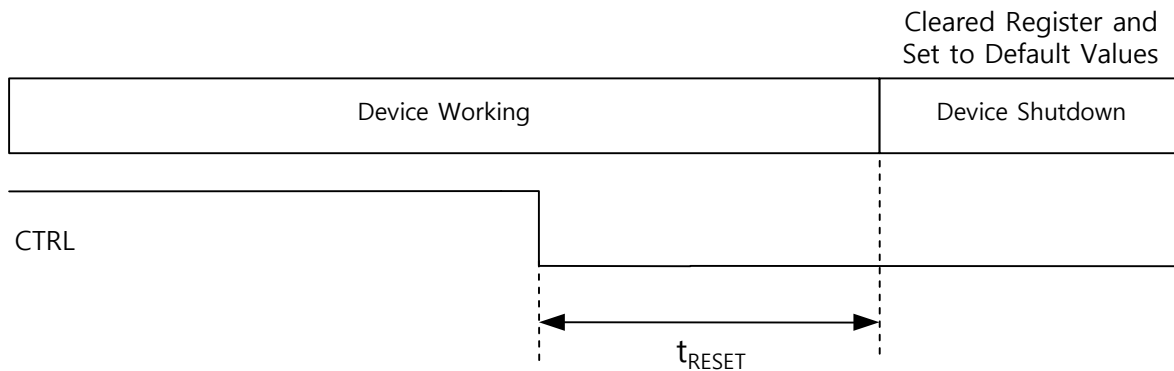 Cleared Register and
Set to Default Values
Device Working
Device Shutdown
CTRL
tRESET